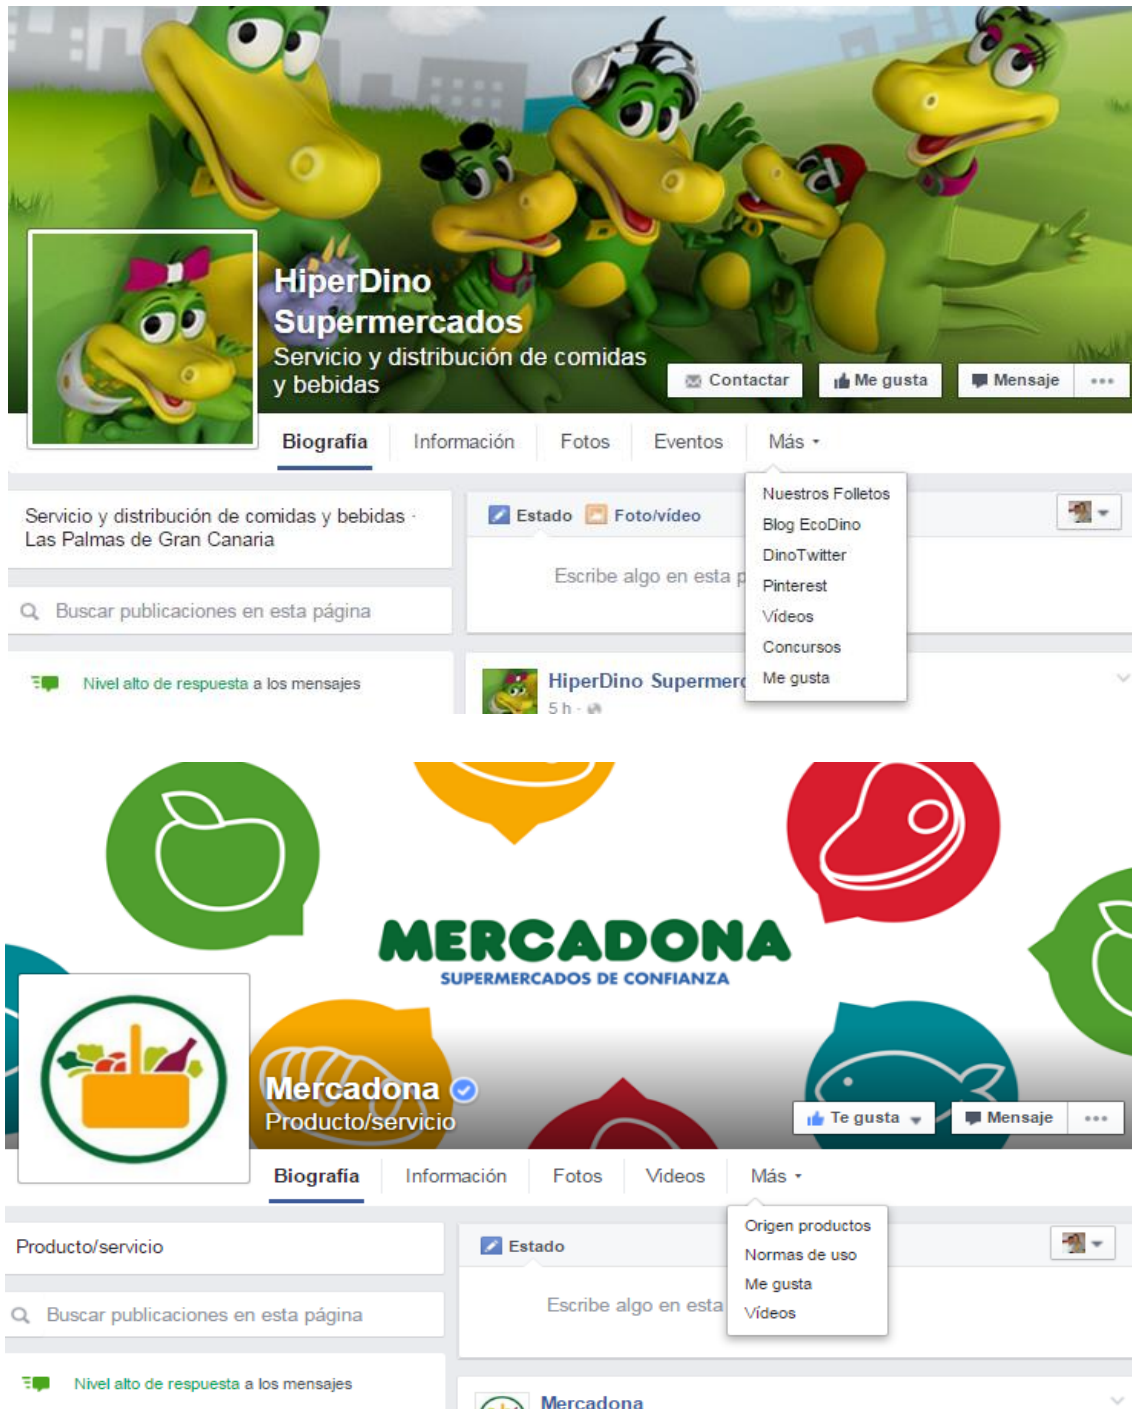 HiperDino
Supermercados
Servicio y distribución de comidas
y bebidas
Contactar
Me gusta
Mensaje
Biografía
Información
Fotos
Eventos
Más
Nuestros Folletos
Blog EcoDino
DinoTwitter
Pinterest
Vídeos
Concursos
Me gusta
Servicio y distribución de comidas y bebidas ·
Las Palmas de Gran Canaria
Buscar publicaciones en esta página
Nivel alto de respuesta a los mensajes
Estado
Foto/vídeo
Escribe algo en esta p
HiperDino Supermerc
5 h ·
MERCADONA
SUPERMERCADOS DE CONFIANZA
Mercadona
Producto/servicio
Te gusta
Mensaje
Biografía
Información
Fotos
Videos
Más
Origen productos
Normas de uso
Me gusta
Vídeos
Producto/servicio
Buscar publicaciones en esta página
Nivel alto de respuesta a los mensajes
Estado
Escribe algo en esta
Mercadona